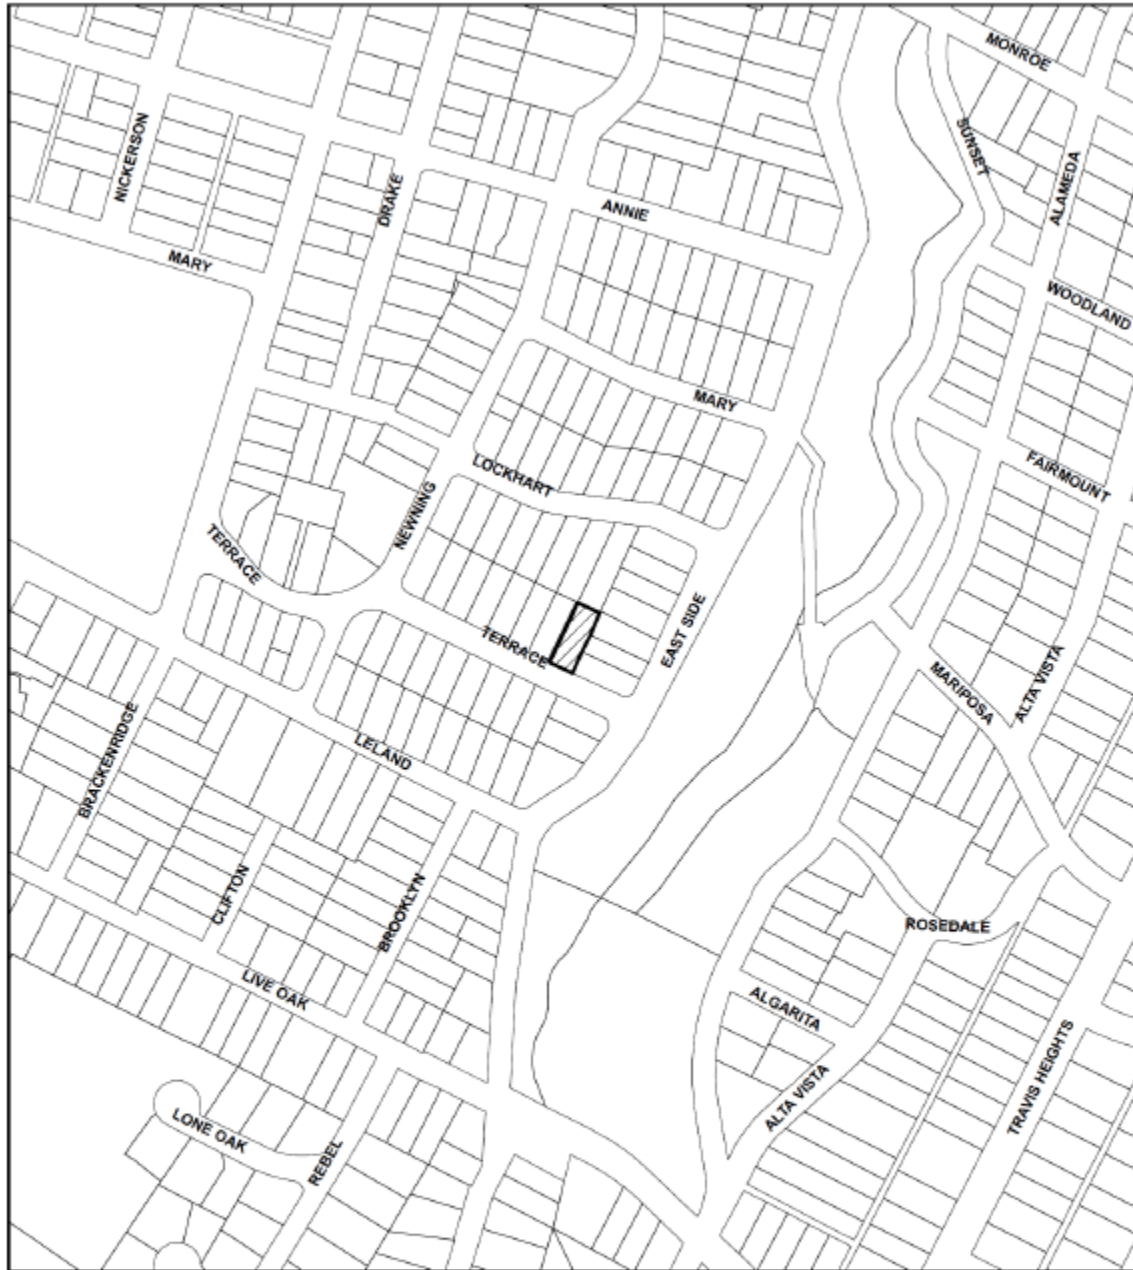 MONROE
NICKERSON
SUNSET
DRAKE
ALAMEDA
ANNIE
MARY
WOODLAND
MARY
LOCKHART
FAIRMOUNT
NEWNING
TERRACE
TERRACE
EAST SIDE
MARIPOSA
ALTA VISTA
BRACKENRIDGE
LELAND
CLIFTON
BROOKLYN
ROSEDALE
LIVE OAK
ALGARITA
TRAVIS HEIGHTS
ALTA VISTA
LONE OAK
REBEL